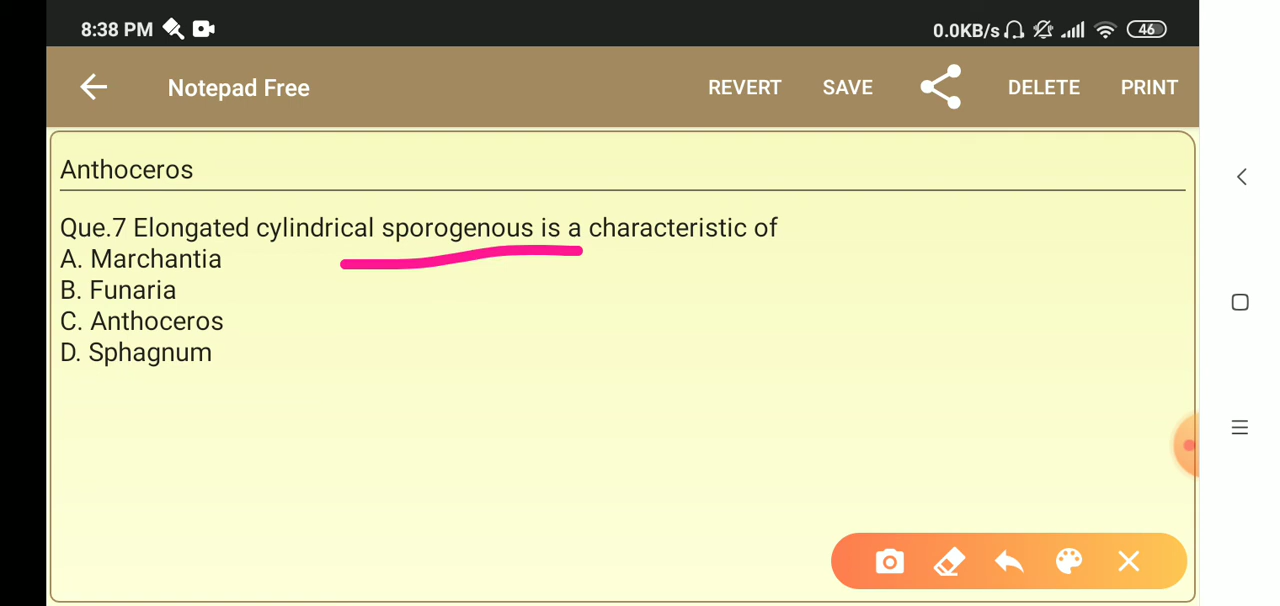 8:38 PM 0.0KB/s 46
Notepad Free REVERT SAVE DELETE PRINT
Anthoceros
Que.7 Elongated cylindrical sporogenous is a characteristic of
A. Marchantia
B. Funaria
C. Anthoceros
D. Sphagnum